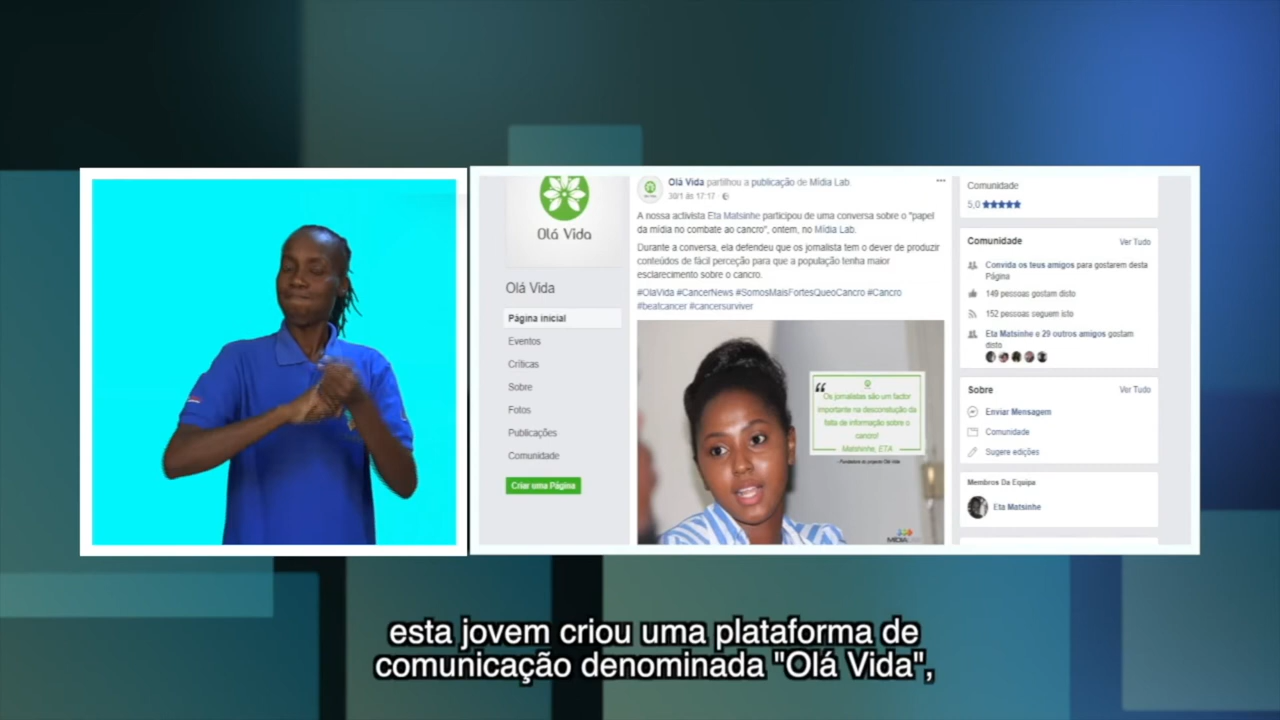 Olá Vida
Olá Vida
Página inicial
Eventos
Críticas
Sobre
Fotos
Publicações
Comunidade
Criar uma Página
Olá Vida partilhou a publicação de Mídia Lab.
30/1 às 17:17
A nossa activista Eta Matsinhe participou de uma conversa sobre o "papel
da mídia no combate ao cancro", ontem, no Mídia Lab.
Durante a conversa, ela defendeu que os jornalista tem o dever de produzir
conteúdos de fácil perceção para que a população tenha maior
esclarecimento sobre o cancro.
#OlaVida #CancerNews #SomosMaisFortesQueoCancro #Cancro
#beatcancer #cancersurviver
Os jornalistas são um factor
importante na desconstrução da
falta de informação sobre o
cancro!
Matshinhe, ETA
- Fundadora do projecto Olá Vida
MÍDIA
Comunidade
5,0 ★★★★★
Comunidade Ver Tudo
Convida os teus amigos para gostarem desta
Página
149 pessoas gostam disto
152 pessoas seguem isto
Eta Matsinhe e 29 outros amigos gostam
disto
Sobre Ver Tudo
Enviar Mensagem
Comunidade
Sugere edições
Membros Da Equipa
Eta Matsinhe
esta jovem criou uma plataforma de
comunicação denominada "Olá Vida",